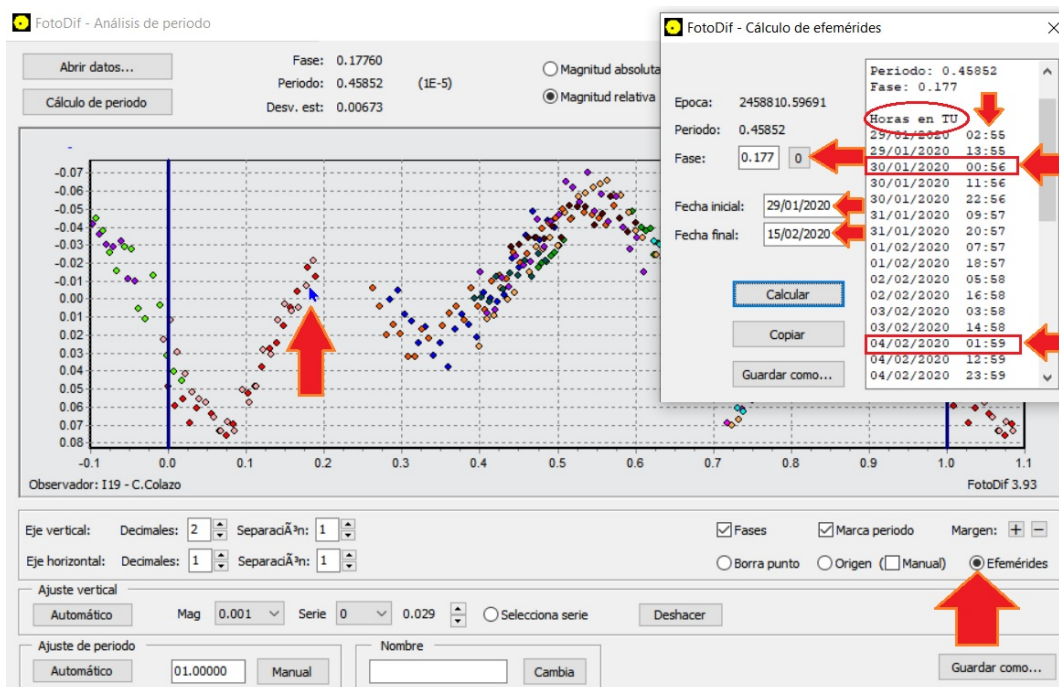 FotoDif - Análisis de periodo
Abrir datos...
Cálculo de periodo
Fase: 0.17760
Periodo: 0.45852 (1E-5)
Desv. est: 0.00673
Magnitud absoluta
Magnitud relativa
-0.07
-0.06
-0.05
-0.04
-0.03
-0.02
-0.01
0.00
0.01
0.02
0.03
0.04
0.05
0.06
0.07
0.08
-0.1 0.0 0.1 0.2 0.3 0.4 0.5 0.6 0.7 0.8 0.9 1.0 1.1
Observador: I19 - C.Colazo
FotoDif 3.93
FotoDif - Cálculo de efemérides
Epoca: 2458810.59691
Periodo: 0.45852
Fase: 0.177 0
Fecha inicial: 29/01/2020
Fecha final: 15/02/2020
Calcular
Copiar
Guardar como...
Periodo: 0.45852
Fase: 0.177
Horas en TU
29/01/2020 02:55
29/01/2020 13:55
30/01/2020 00:56
30/01/2020 11:56
30/01/2020 22:56
31/01/2020 09:57
31/01/2020 20:57
01/02/2020 07:57
01/02/2020 18:57
02/02/2020 05:58
02/02/2020 16:58
03/02/2020 03:58
03/02/2020 14:58
04/02/2020 01:59
04/02/2020 12:59
04/02/2020 23:59
Eje vertical: Decimales: 2 SeparaciÃ³n: 1
Fases Marca periodo Margen: + −
Eje horizontal: Decimales: 1 SeparaciÃ³n: 1
Borra punto Origen (Manual) Efemérides
Ajuste vertical
Automático Mag 0.001 Serie 0 0.029 Selecciona serie Deshacer
Ajuste de periodo
Automático 01.00000 Manual
Nombre
Cambia
Guardar como...